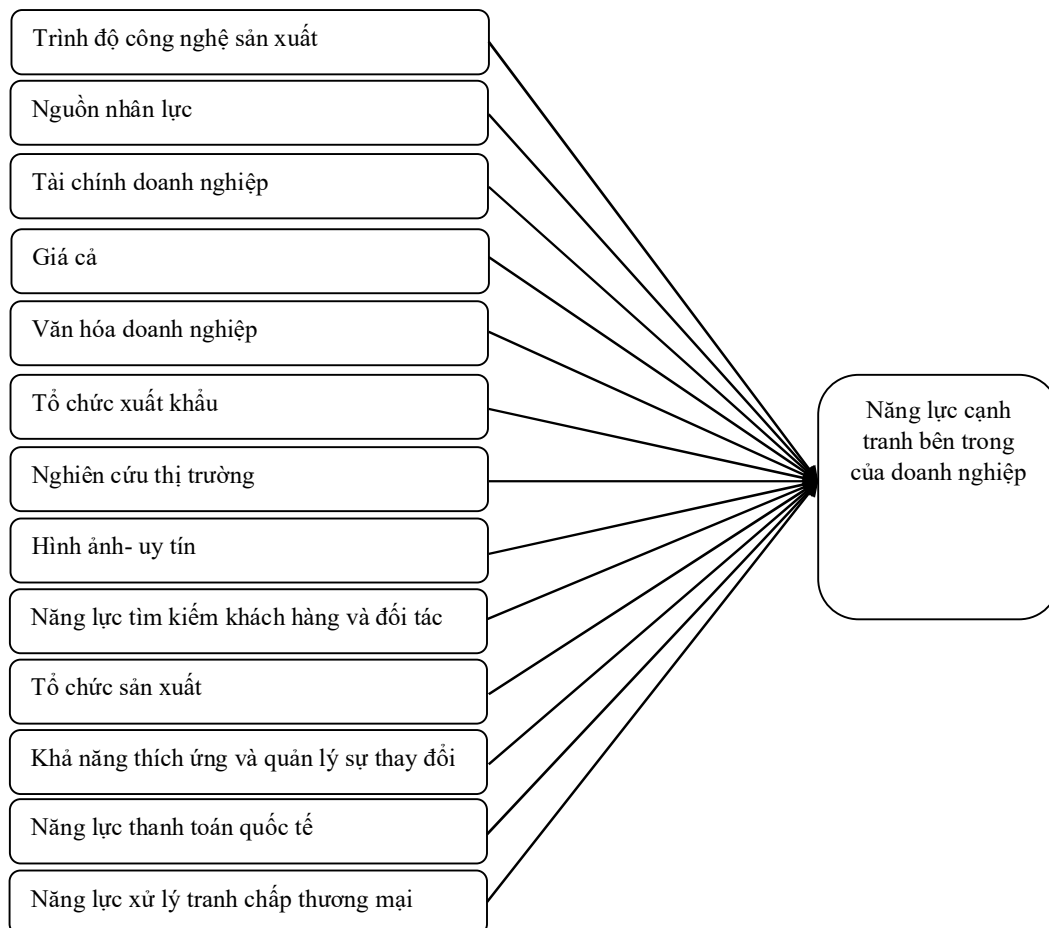 Trình độ công nghệ sản xuất
Nguồn nhân lực
Tài chính doanh nghiệp
Giá cả
Văn hóa doanh nghiệp
Tổ chức xuất khẩu
Nghiên cứu thị trường
Hình ảnh- uy tín
Năng lực tìm kiếm khách hàng và đối tác
Tổ chức sản xuất
Khả năng thích ứng và quản lý sự thay đổi
Năng lực thanh toán quốc tế
Năng lực xử lý tranh chấp thương mại
Năng lực cạnh
tranh bên trong
của doanh nghiệp